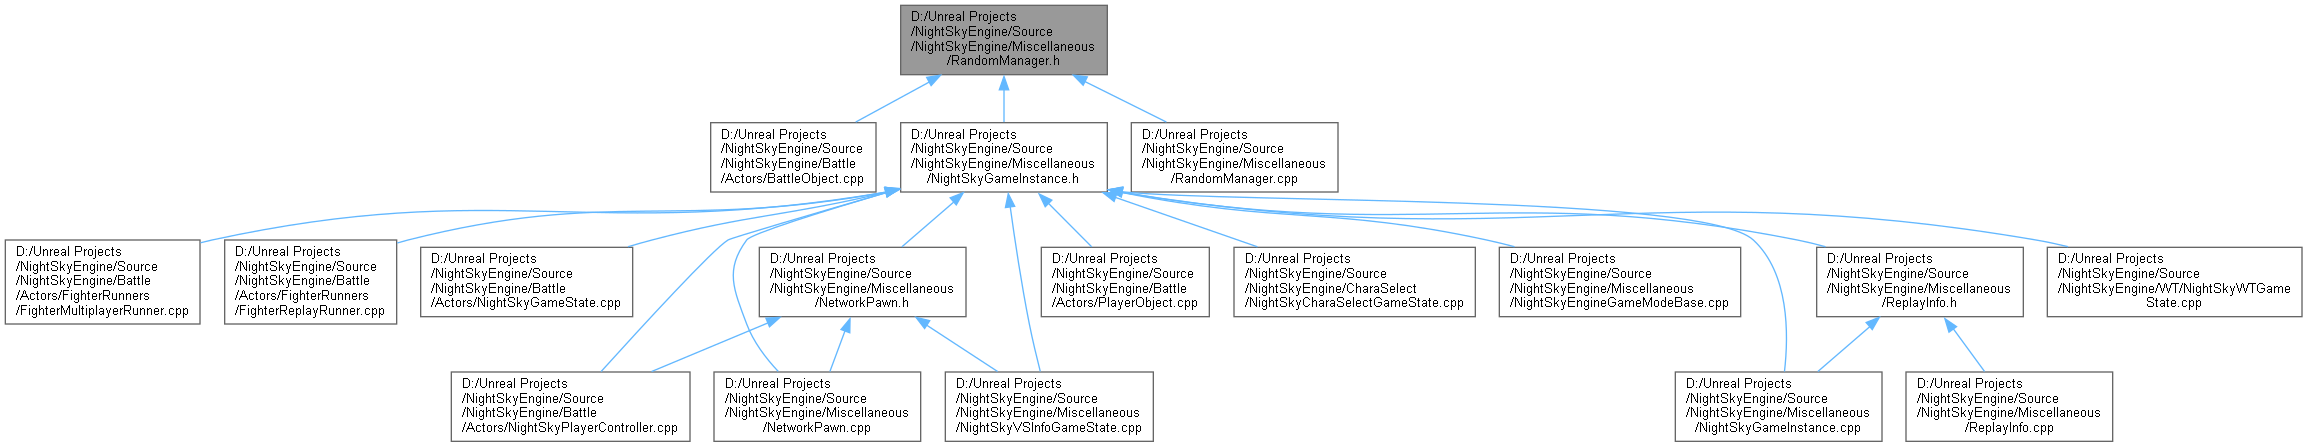 D:/Unreal Projects
/NightSkyEngine/Source
/NightSkyEngine/Miscellaneous
/RandomManager.h
D:/Unreal Projects
/NightSkyEngine/Source
/NightSkyEngine/Battle
/Actors/BattleObject.cpp
D:/Unreal Projects
/NightSkyEngine/Source
/NightSkyEngine/Miscellaneous
/NightSkyGameInstance.h
D:/Unreal Projects
/NightSkyEngine/Source
/NightSkyEngine/Miscellaneous
/RandomManager.cpp
D:/Unreal Projects
/NightSkyEngine/Source
/NightSkyEngine/Battle
/Actors/FighterRunners
/FighterMultiplayerRunner.cpp
D:/Unreal Projects
/NightSkyEngine/Source
/NightSkyEngine/Battle
/Actors/FighterRunners
/FighterReplayRunner.cpp
D:/Unreal Projects
/NightSkyEngine/Source
/NightSkyEngine/Battle
/Actors/NightSkyGameState.cpp
D:/Unreal Projects
/NightSkyEngine/Source
/NightSkyEngine/Miscellaneous
/NetworkPawn.h
D:/Unreal Projects
/NightSkyEngine/Source
/NightSkyEngine/Battle
/Actors/PlayerObject.cpp
D:/Unreal Projects
/NightSkyEngine/Source
/NightSkyEngine/CharaSelect
/NightSkyCharaSelectGameState.cpp
D:/Unreal Projects
/NightSkyEngine/Source
/NightSkyEngine/Miscellaneous
/NightSkyEngineGameModeBase.cpp
D:/Unreal Projects
/NightSkyEngine/Source
/NightSkyEngine/Miscellaneous
/ReplayInfo.h
D:/Unreal Projects
/NightSkyEngine/Source
/NightSkyEngine/WT/NightSkyWTGame
State.cpp
D:/Unreal Projects
/NightSkyEngine/Source
/NightSkyEngine/Battle
/Actors/NightSkyPlayerController.cpp
D:/Unreal Projects
/NightSkyEngine/Source
/NightSkyEngine/Miscellaneous
/NetworkPawn.cpp
D:/Unreal Projects
/NightSkyEngine/Source
/NightSkyEngine/Miscellaneous
/NightSkyVSInfoGameState.cpp
D:/Unreal Projects
/NightSkyEngine/Source
/NightSkyEngine/Miscellaneous
/NightSkyGameInstance.cpp
D:/Unreal Projects
/NightSkyEngine/Source
/NightSkyEngine/Miscellaneous
/ReplayInfo.cpp